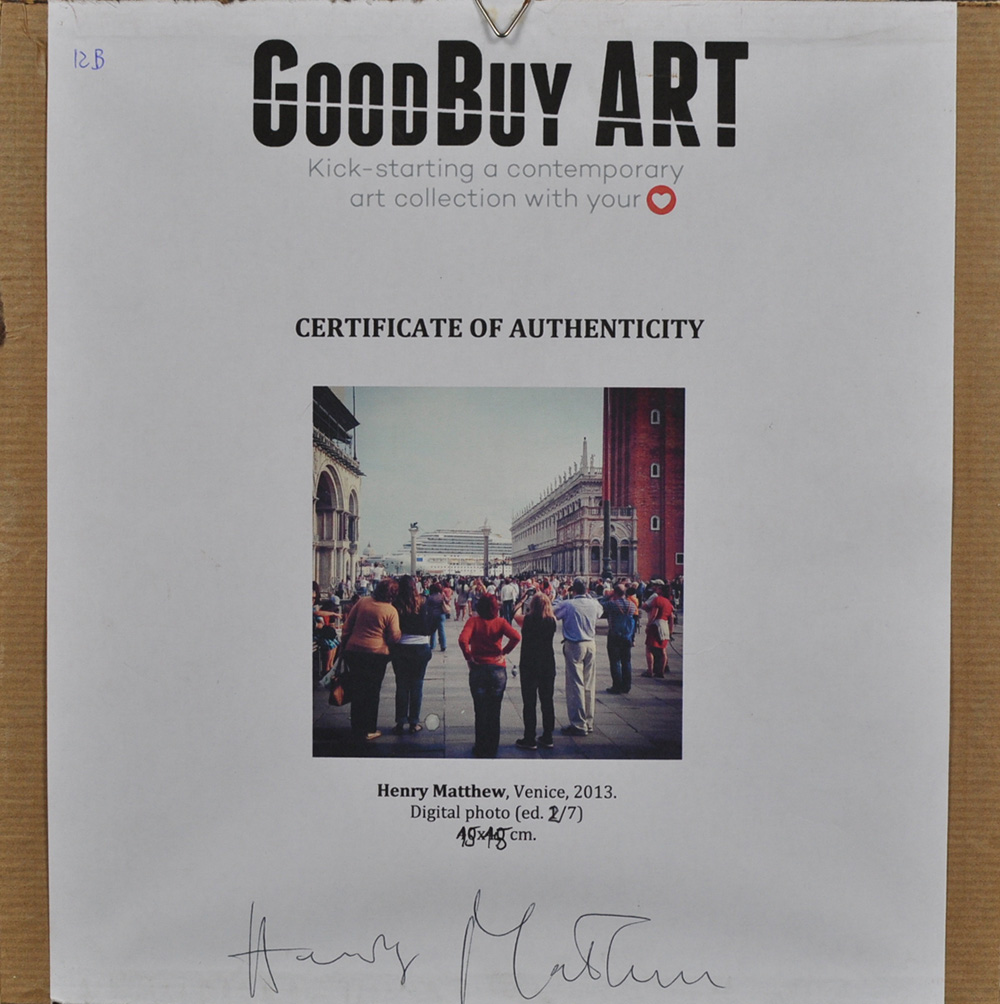 12B
GOODBUY ART
Kick-starting a contemporary
art collection with your
CERTIFICATE OF AUTHENTICITY
Henry Matthew, Venice, 2013.
Digital photo (ed. 2/7)
cm.
Henry Matthew